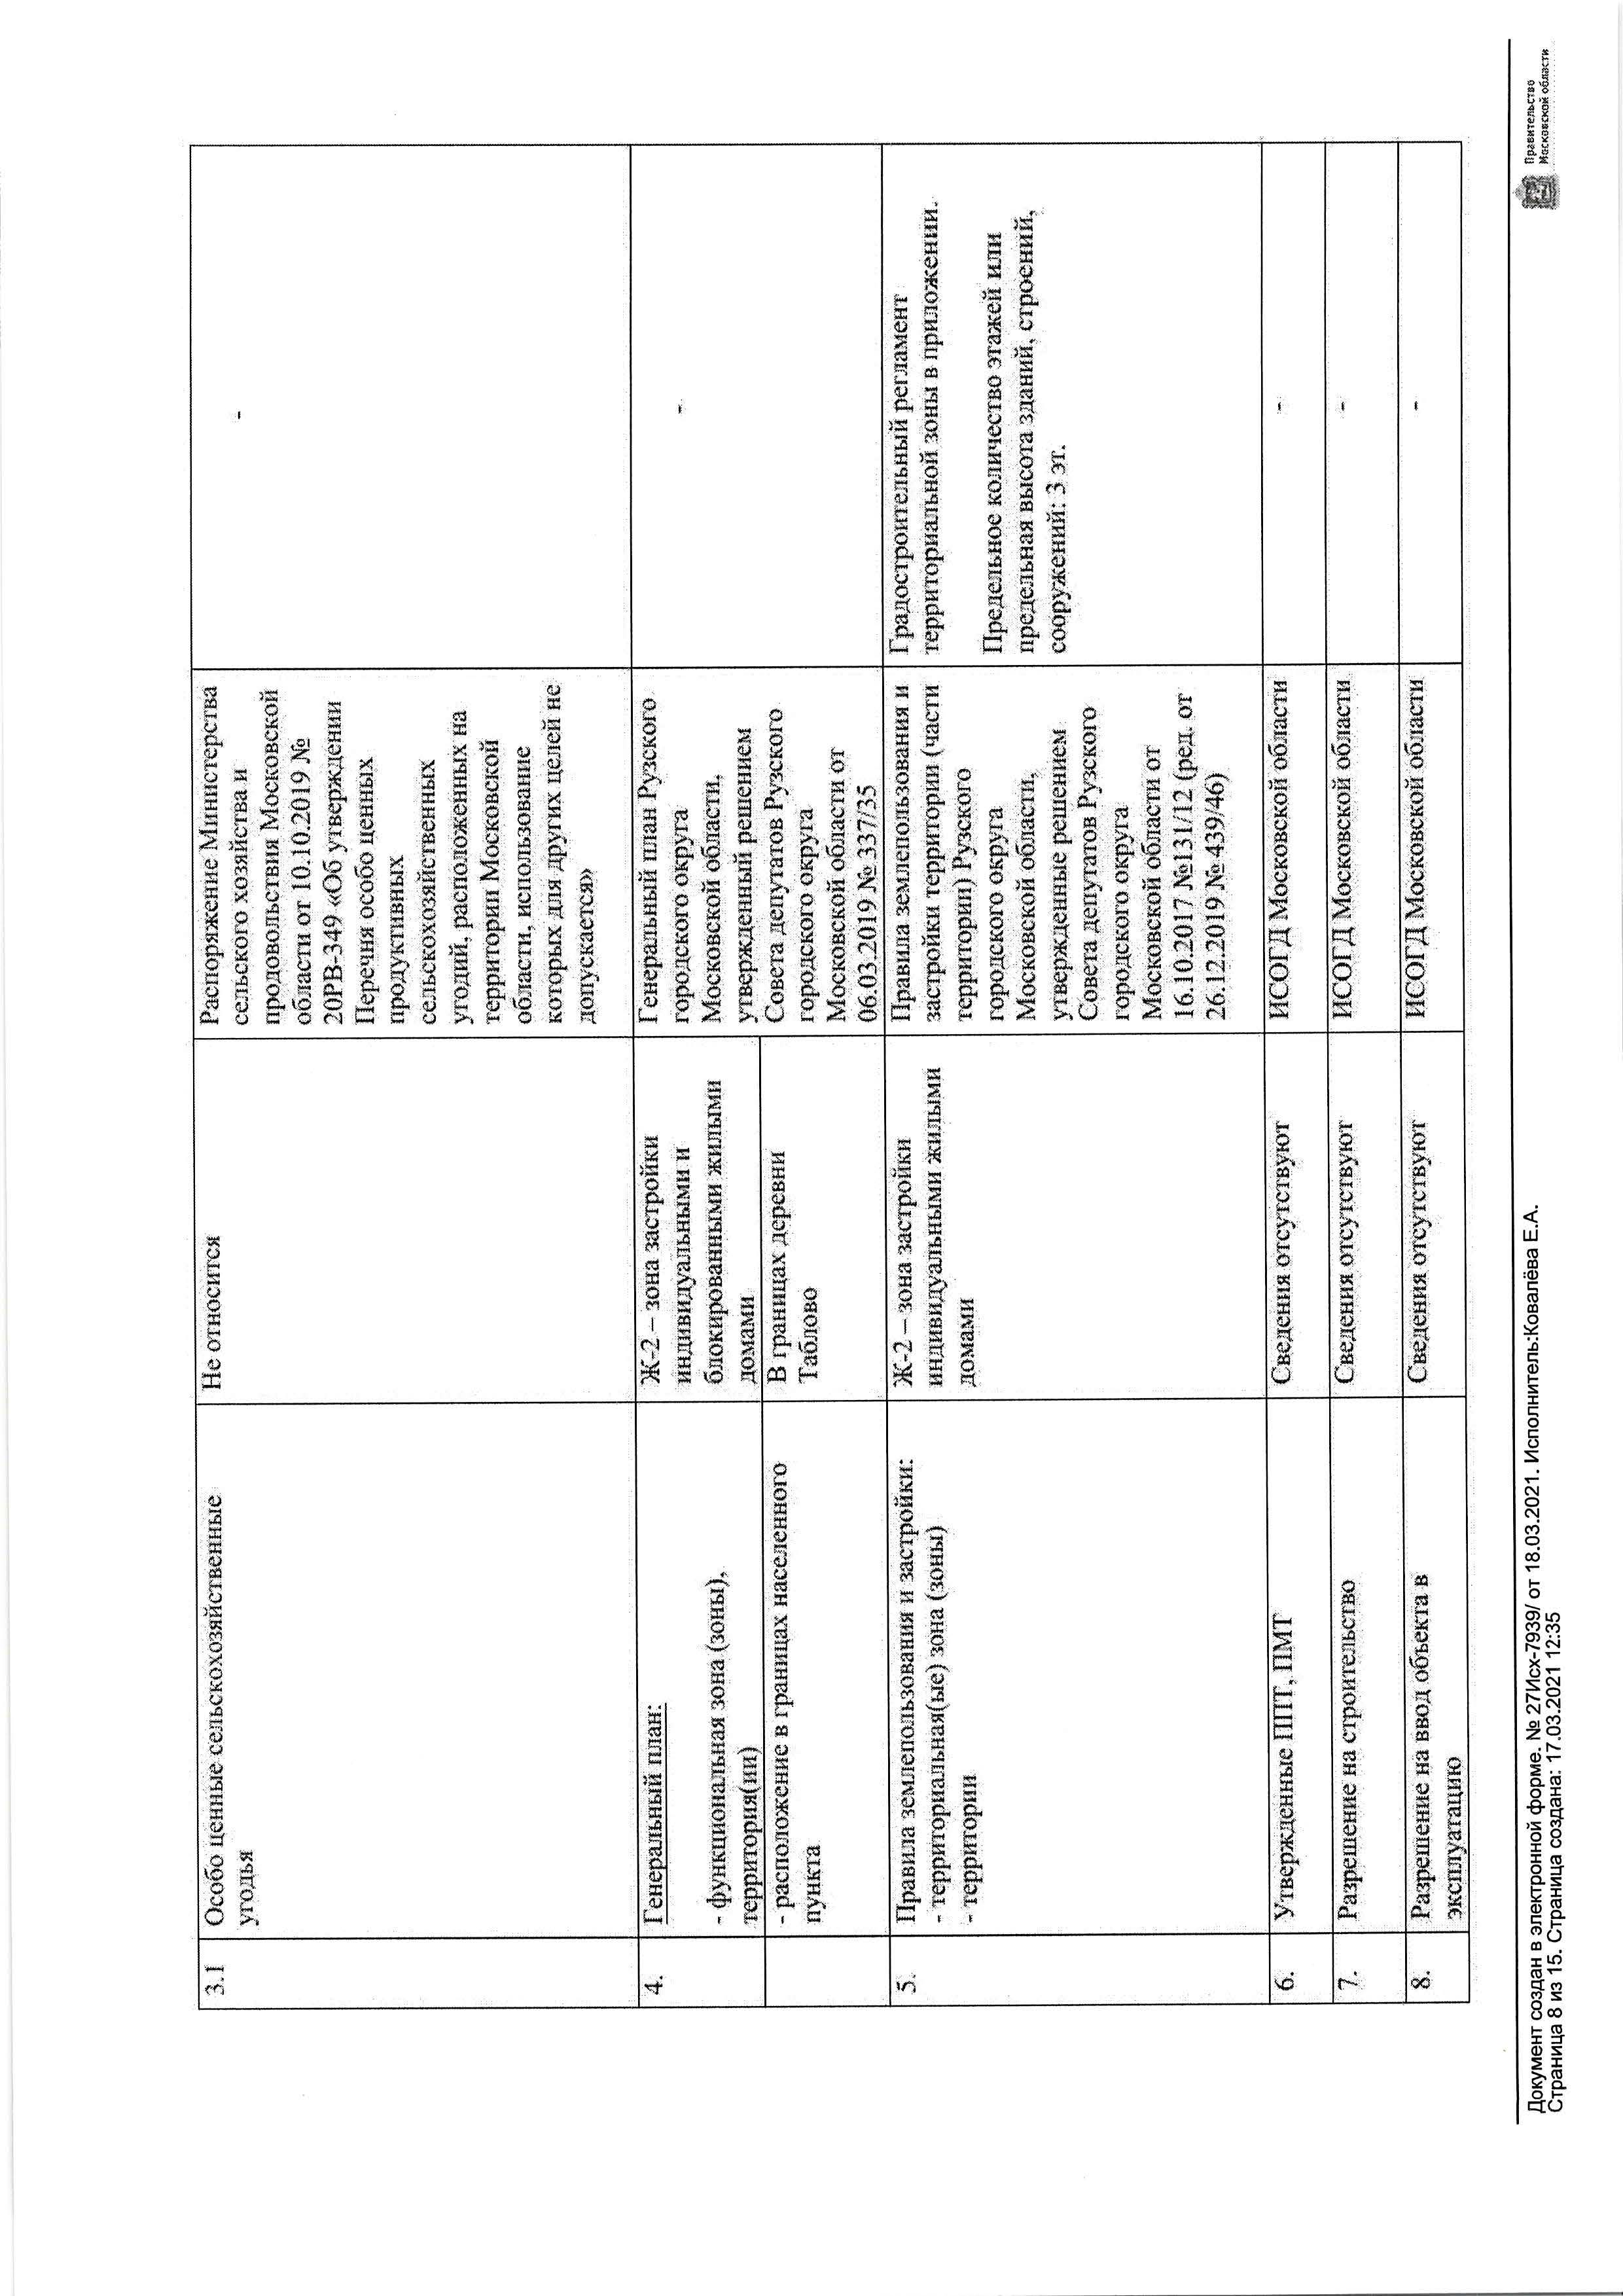 3.1
Особо ценные сельскохозяйственные
угодья
Не относится
Распоряжение Министерства
сельского хозяйства и
продовольствия Московской
области от 10.10.2019 №
20РВ-349 «Об утверждении
Перечня особо ценных
продуктивных
сельскохозяйственных
угодий, расположенных на
территории Московской
области, использование
которых для других целей не
допускается»
-
4.
Генеральный план:
- функциональная зона (зоны),
территория(ии)
Ж-2 – зона застройки
индивидуальными и
блокированными жилыми
домами
Генеральный план Рузского
городского округа
Московской области,
утвержденный решением
Совета депутатов Рузского
городского округа
Московской области от
06.03.2019 № 337/35
-
- расположение в границах населенного
пункта
В границах деревни
Таблово
5.
Правила землепользования и застройки:
- территориальная(ые) зона (зоны)
- территории
Ж-2 – зона застройки
индивидуальными жилыми
домами
Правила землепользования и
застройки территории (части
территории) Рузского
городского округа
Московской области,
утвержденные решением
Совета депутатов Рузского
городского округа
Московской области от
16.10.2017 №131/12 (ред. от
26.12.2019 № 439/46)
Градостроительный регламент
территориальной зоны в приложении.
Предельное количество этажей или
предельная высота зданий, строений,
сооружений: 3 эт.
6.
Утвержденные ППТ, ПМТ
Сведения отсутствуют
ИСОГД Московской области
-
7.
Разрешение на строительство
Сведения отсутствуют
ИСОГД Московской области
-
8.
Разрешение на ввод объекта в
эксплуатацию
Сведения отсутствуют
ИСОГД Московской области
-
Документ создан в электронной форме. № 27Исх-7939/ от 18.03.2021. Исполнитель:Ковалёва Е.А.
Страница 8 из 15. Страница создана: 17.03.2021 12:35
Правительство
Московской области